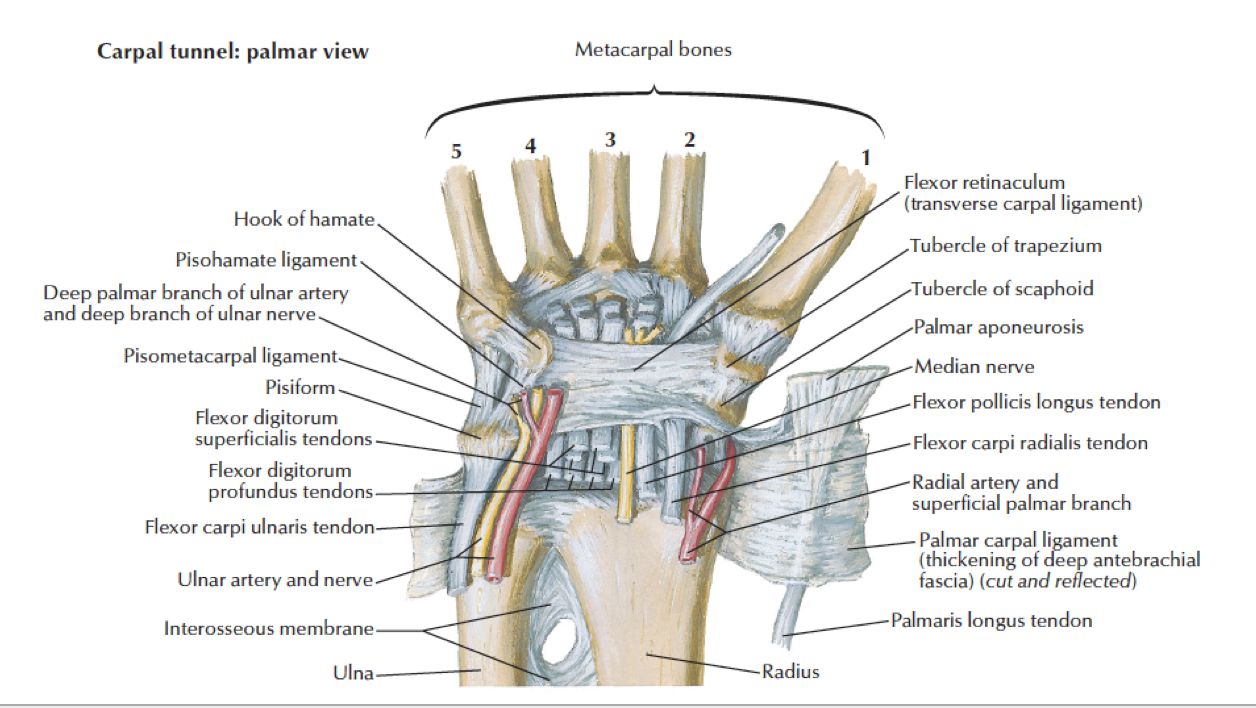 Carpal tunnel: palmar view
Metacarpal bones
5
4
3
2
1
Hook of hamate
Pisohamate ligament
Deep palmar branch of ulnar artery
and deep branch of ulnar nerve
Pisometacarpal ligament
Pisiform
Flexor digitorum
superficialis tendons
Flexor digitorum
profundus tendons
Flexor carpi ulnaris tendon
Ulnar artery and nerve
Interosseous membrane
Ulna
Flexor retinaculum
(transverse carpal ligament)
Tubercle of trapezium
Tubercle of scaphoid
Palmar aponeurosis
Median nerve
Flexor pollicis longus tendon
Flexor carpi radialis tendon
Radial artery and
superficial palmar branch
Palmar carpal ligament
(thickening of deep antebrachial
fascia) (cut and reflected)
Palmaris longus tendon
Radius